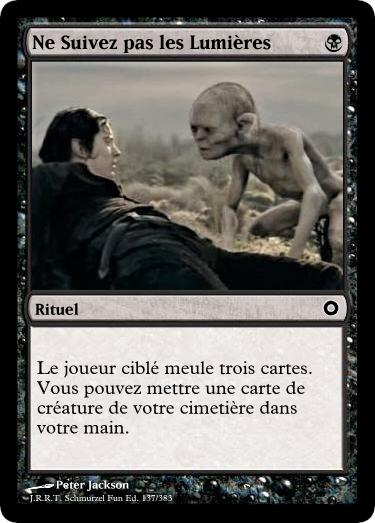 Ne Suivez pas les Lumières
Rituel
Le joueur ciblé meule trois cartes.
Vous pouvez mettre une carte de
créature de votre cimetière dans
votre main.
Peter Jackson
J.R.R.T. Schmurzel Fun Ed. 137/383